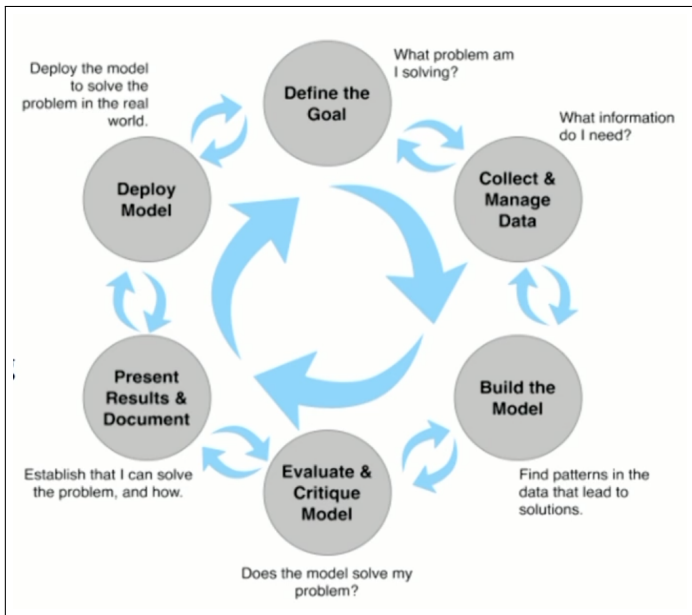 What problem am
I solving?
Define the
Goal
Deploy the model
to solve the
problem in the real
world.
What information
do I need?
Collect &
Manage
Data
Deploy
Model
Build the
Model
Find patterns in the
data that lead to
solutions.
Present
Results &
Document
Establish that I can solve
the problem, and how.
Evaluate &
Critique
Model
Does the model solve my
problem?